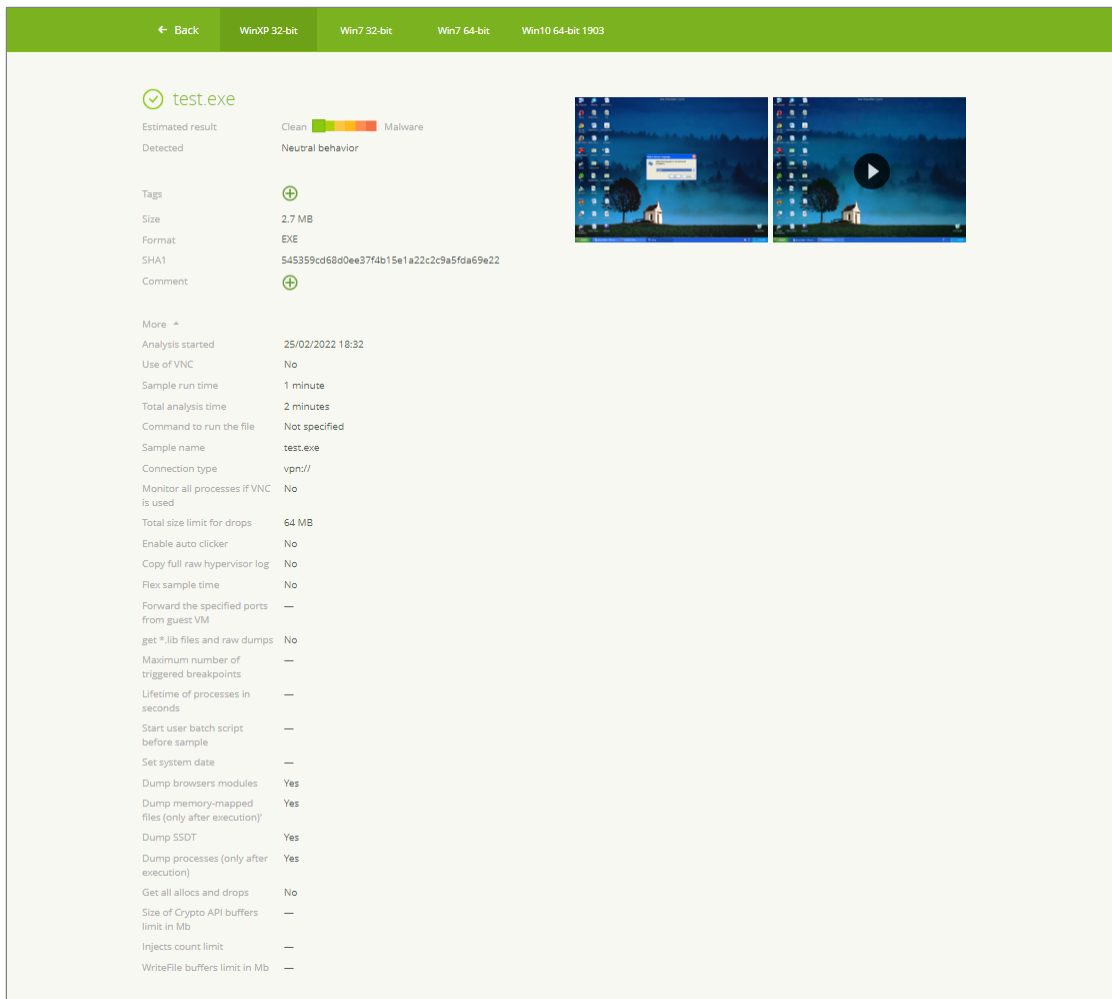 Back WinXP 32-bit Win7 32-bit Win7 64-bit Win10 64-bit 1903
test.exe
Estimated result Clean Malware
Detected Neutral behavior
Tags
Size 2.7 MB
Format EXE
SHA1 545359cd68d0ee37f4b15e1a22c2c9a5fda69e22
Comment
More
Analysis started 25/02/2022 18:32
Use of VNC No
Sample run time 1 minute
Total analysis time 2 minutes
Command to run the file Not specified
Sample name test.exe
Connection type vpn://
Monitor all processes if VNC No
is used
Total size limit for drops 64 MB
Enable auto clicker No
Copy full raw hypervisor log No
Flex sample time No
Forward the specified ports —
from guest VM
get *.lib files and raw dumps No
Maximum number of —
triggered breakpoints
Lifetime of processes in —
seconds
Start user batch script —
before sample
Set system date —
Dump browsers modules Yes
Dump memory-mapped Yes
files (only after execution)'
Dump SSDT Yes
Dump processes (only after Yes
execution)
Get all allocs and drops No
Size of Crypto API buffers —
limit in Mb
Injects count limit —
WriteFile buffers limit in Mb —